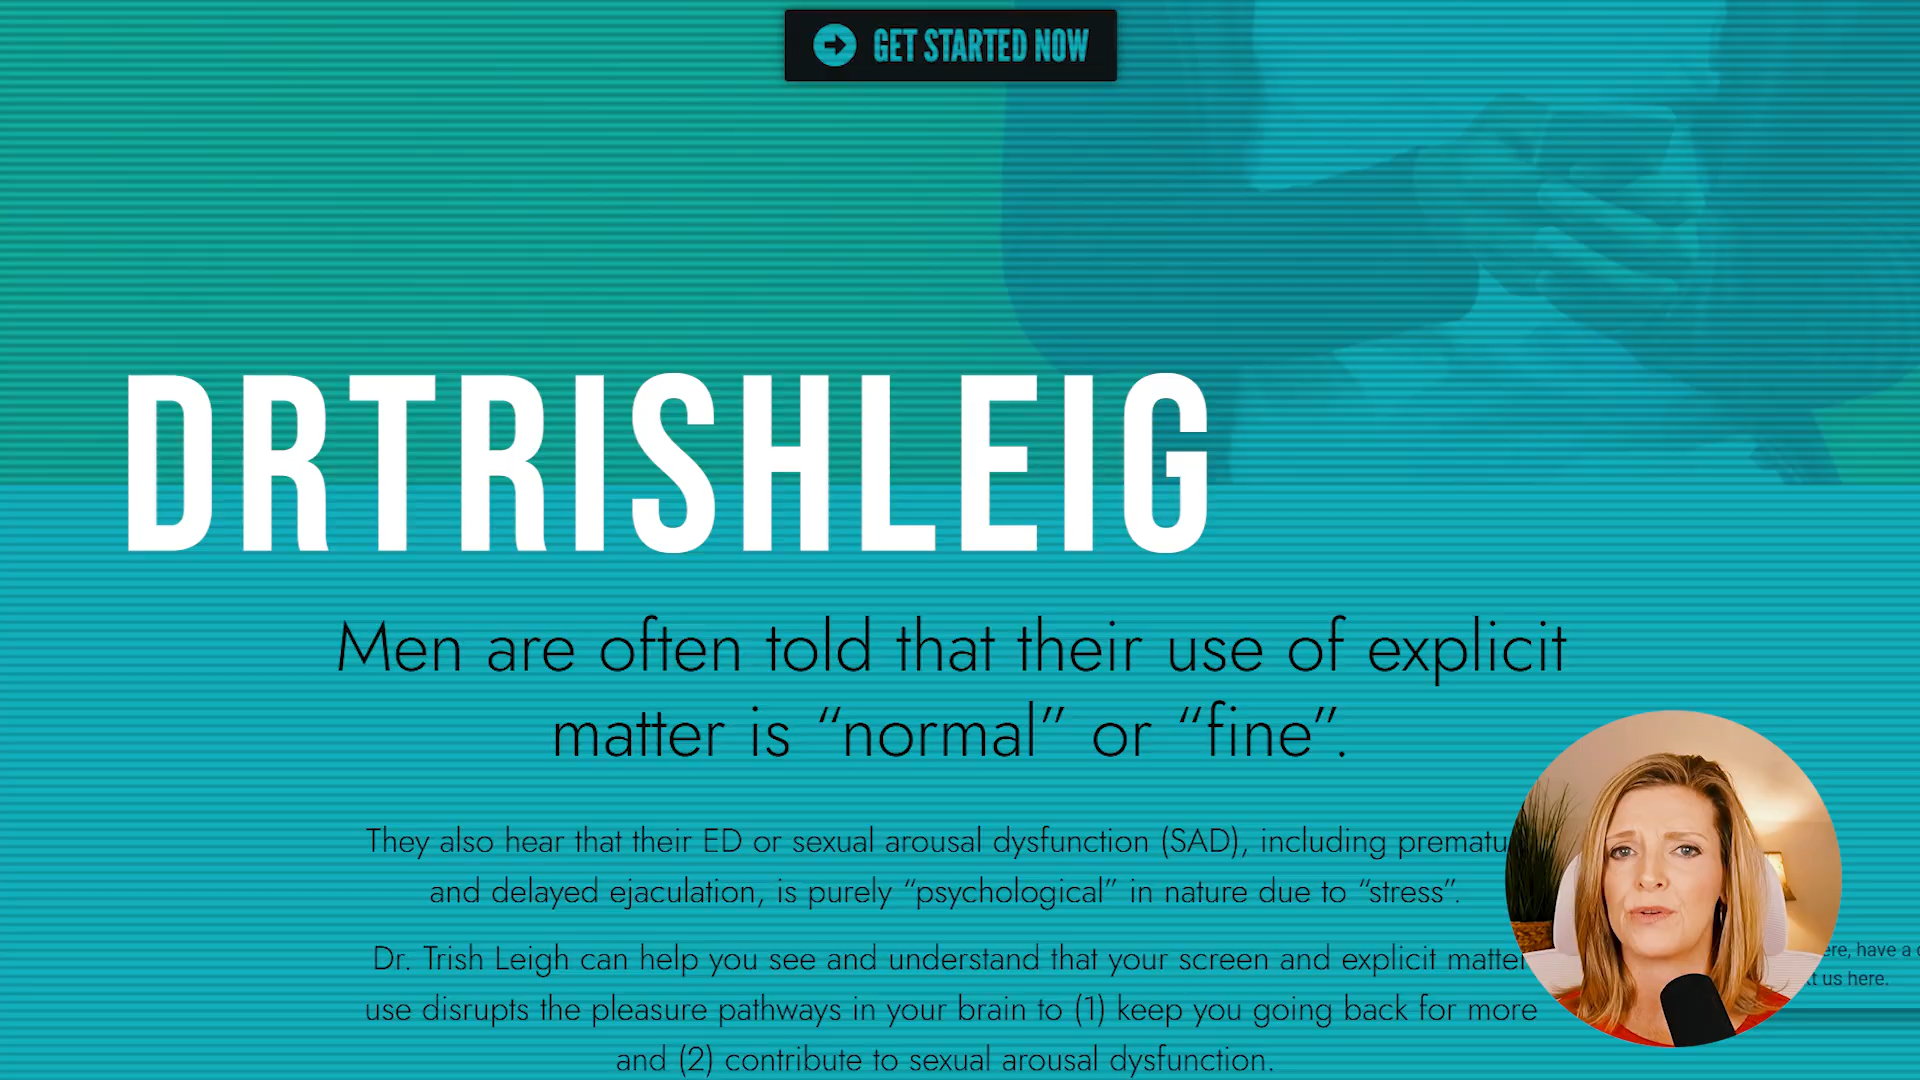 GET STARTED NOW
DRTRISHLEIG
Men are often told that their use of explicit
matter is “normal” or “fine”.
They also hear that their ED or sexual arousal dysfunction (SAD), including
and delayed ejaculation, is purely “psychological” in nature due to “stress”.
Dr. Trish Leigh can help you see and understand that your screen and explicit matter
use disrupts the pleasure pathways in your brain to (1) keep you going back for more
and (2) contribute to sexual arousal dysfunction.
have a
us here.